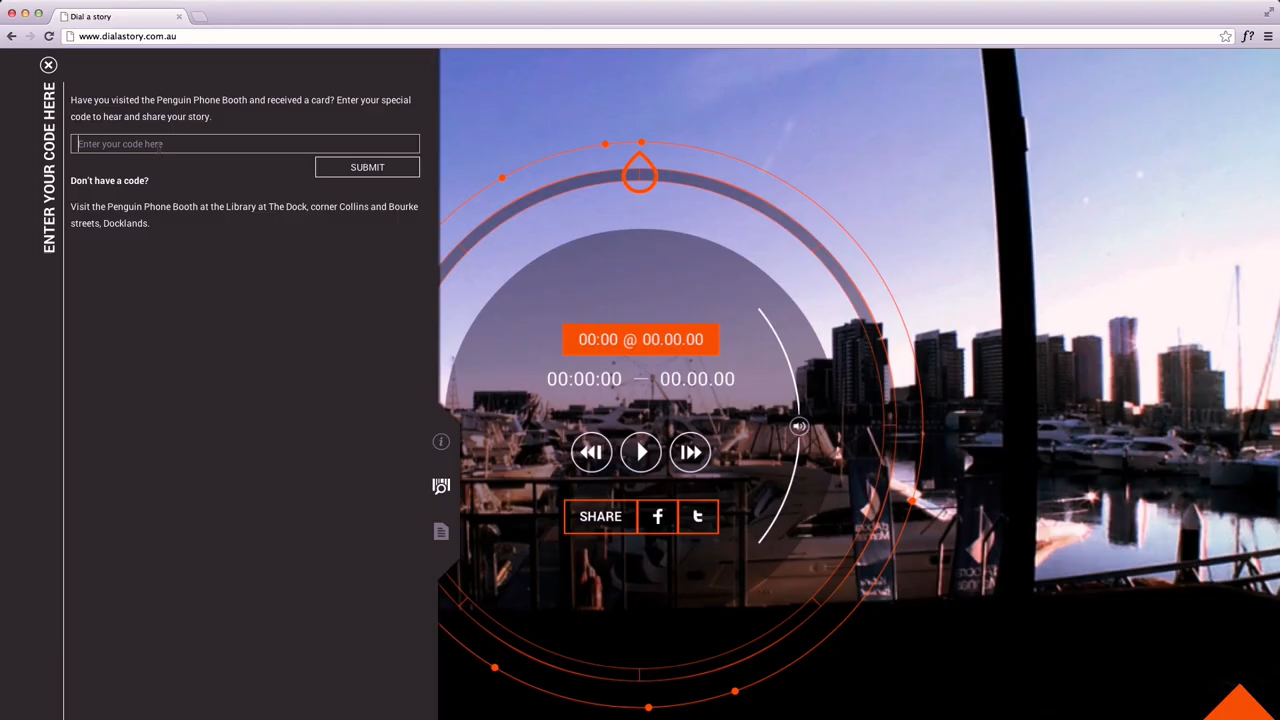 Dial a story
www.dialastory.com.au
f?
ENTER YOUR CODE HERE
Have you visited the Penguin Phone Booth and received a card? Enter your special
code to hear and share your story.
Enter your code here
SUBMIT
Don't have a code?
Visit the Penguin Phone Booth at the Library at The Dock, corner Collins and Bourke
streets, Docklands.
00:00 @ 00.00.00
00:00:00 — 00.00.00
i
SHARE f t